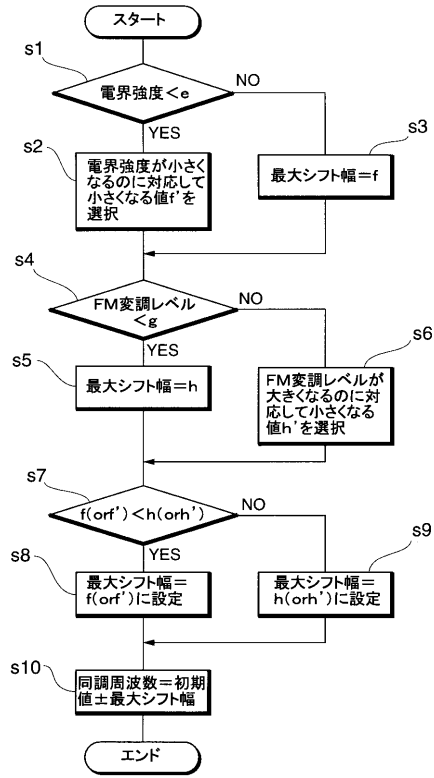 スタート
s1
電界強度<e
NO
YES
s2
電界強度が小さく
なるのに対応して
小さくなる値f'を
選択
s3
最大シフト幅=f
s4
FM変調レベル
<g
NO
YES
s5
最大シフト幅=h
s6
FM変調レベルが
大きくなるのに対
応して小さくなる
値h'を選択
s7
f(orf')<h(orh')
NO
YES
s8
最大シフト幅=
f(orf')に設定
s9
最大シフト幅=
h(orh')に設定
s10
同調周波数=初期
値±最大シフト幅
エンド